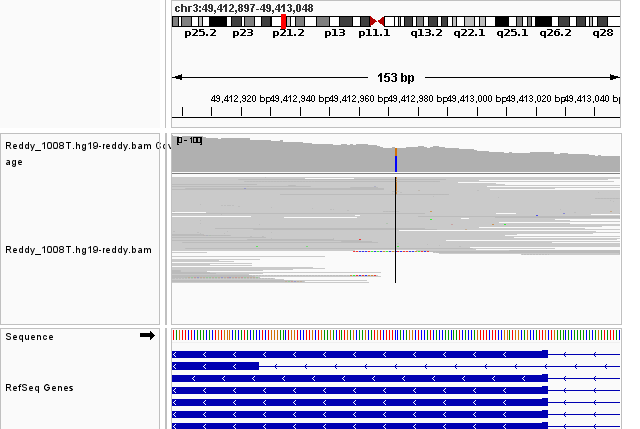 chr3:49,412,897-49,413,048
p25.2 p23 p21.2 p13 p11.1 q13.2 q22.1 q25.1 q26.2 q28
153 bp
49,412,920 bp 49,412,940 bp 49,412,960 bp 49,412,980 bp 49,413,000 bp 49,413,020 bp 49,413,040 bp
[0 - 100]
Reddy_1008T.hg19-reddy.bam Cov
age
Reddy_1008T.hg19-reddy.bam
Sequence
RefSeq Genes